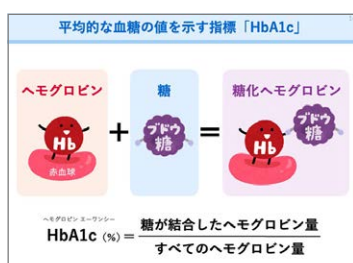 平均的な血糖の値を示す指標「HbA1c」
ヘモグロビン
+
糖
=
糖化ヘモグロビン
Hb
赤血球
ブドウ糖
Hb
ブドウ糖
ヘモグロビン エーワンシー
HbA1c (%) = 糖が結合したヘモグロビン量
すべてのヘモグロビン量